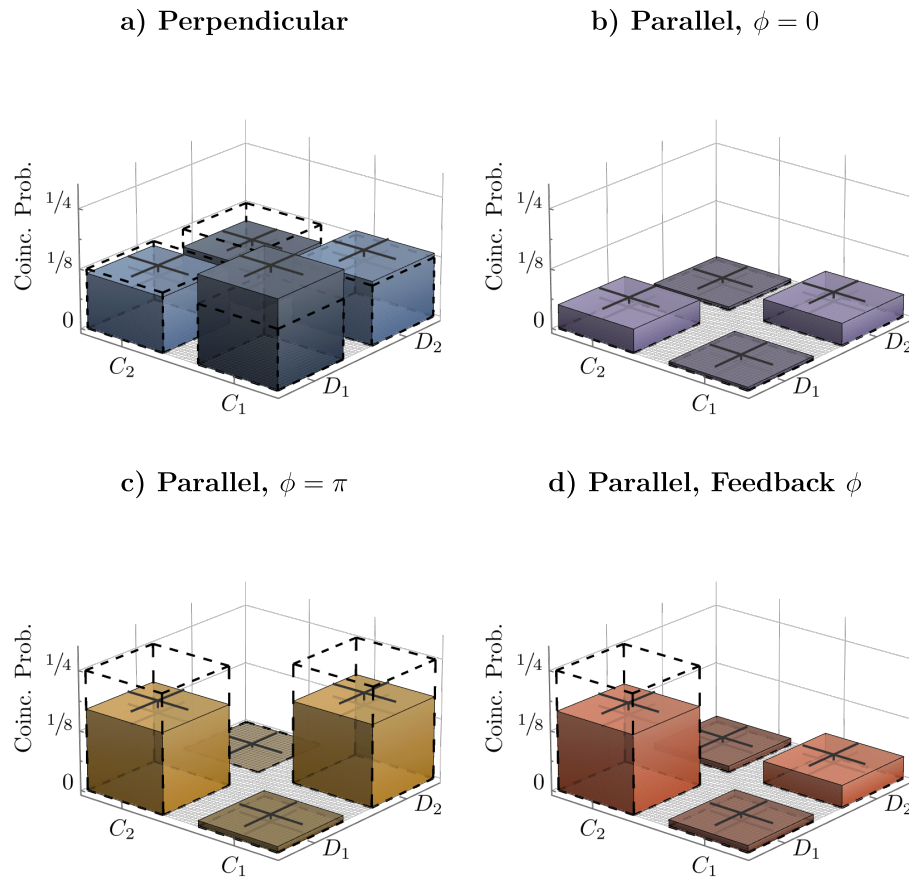 a) Perpendicular
b) Parallel, ϕ = 0
Coinc. Prob.
1/4
1/8
0
C₂
C₁
D₁
D₂
Coinc. Prob.
1/4
1/8
0
C₂
C₁
D₁
D₂
c) Parallel, ϕ = π
d) Parallel, Feedback ϕ
Coinc. Prob.
1/4
1/8
0
C₂
C₁
D₁
D₂
Coinc. Prob.
1/4
1/8
0
C₂
C₁
D₁
D₂